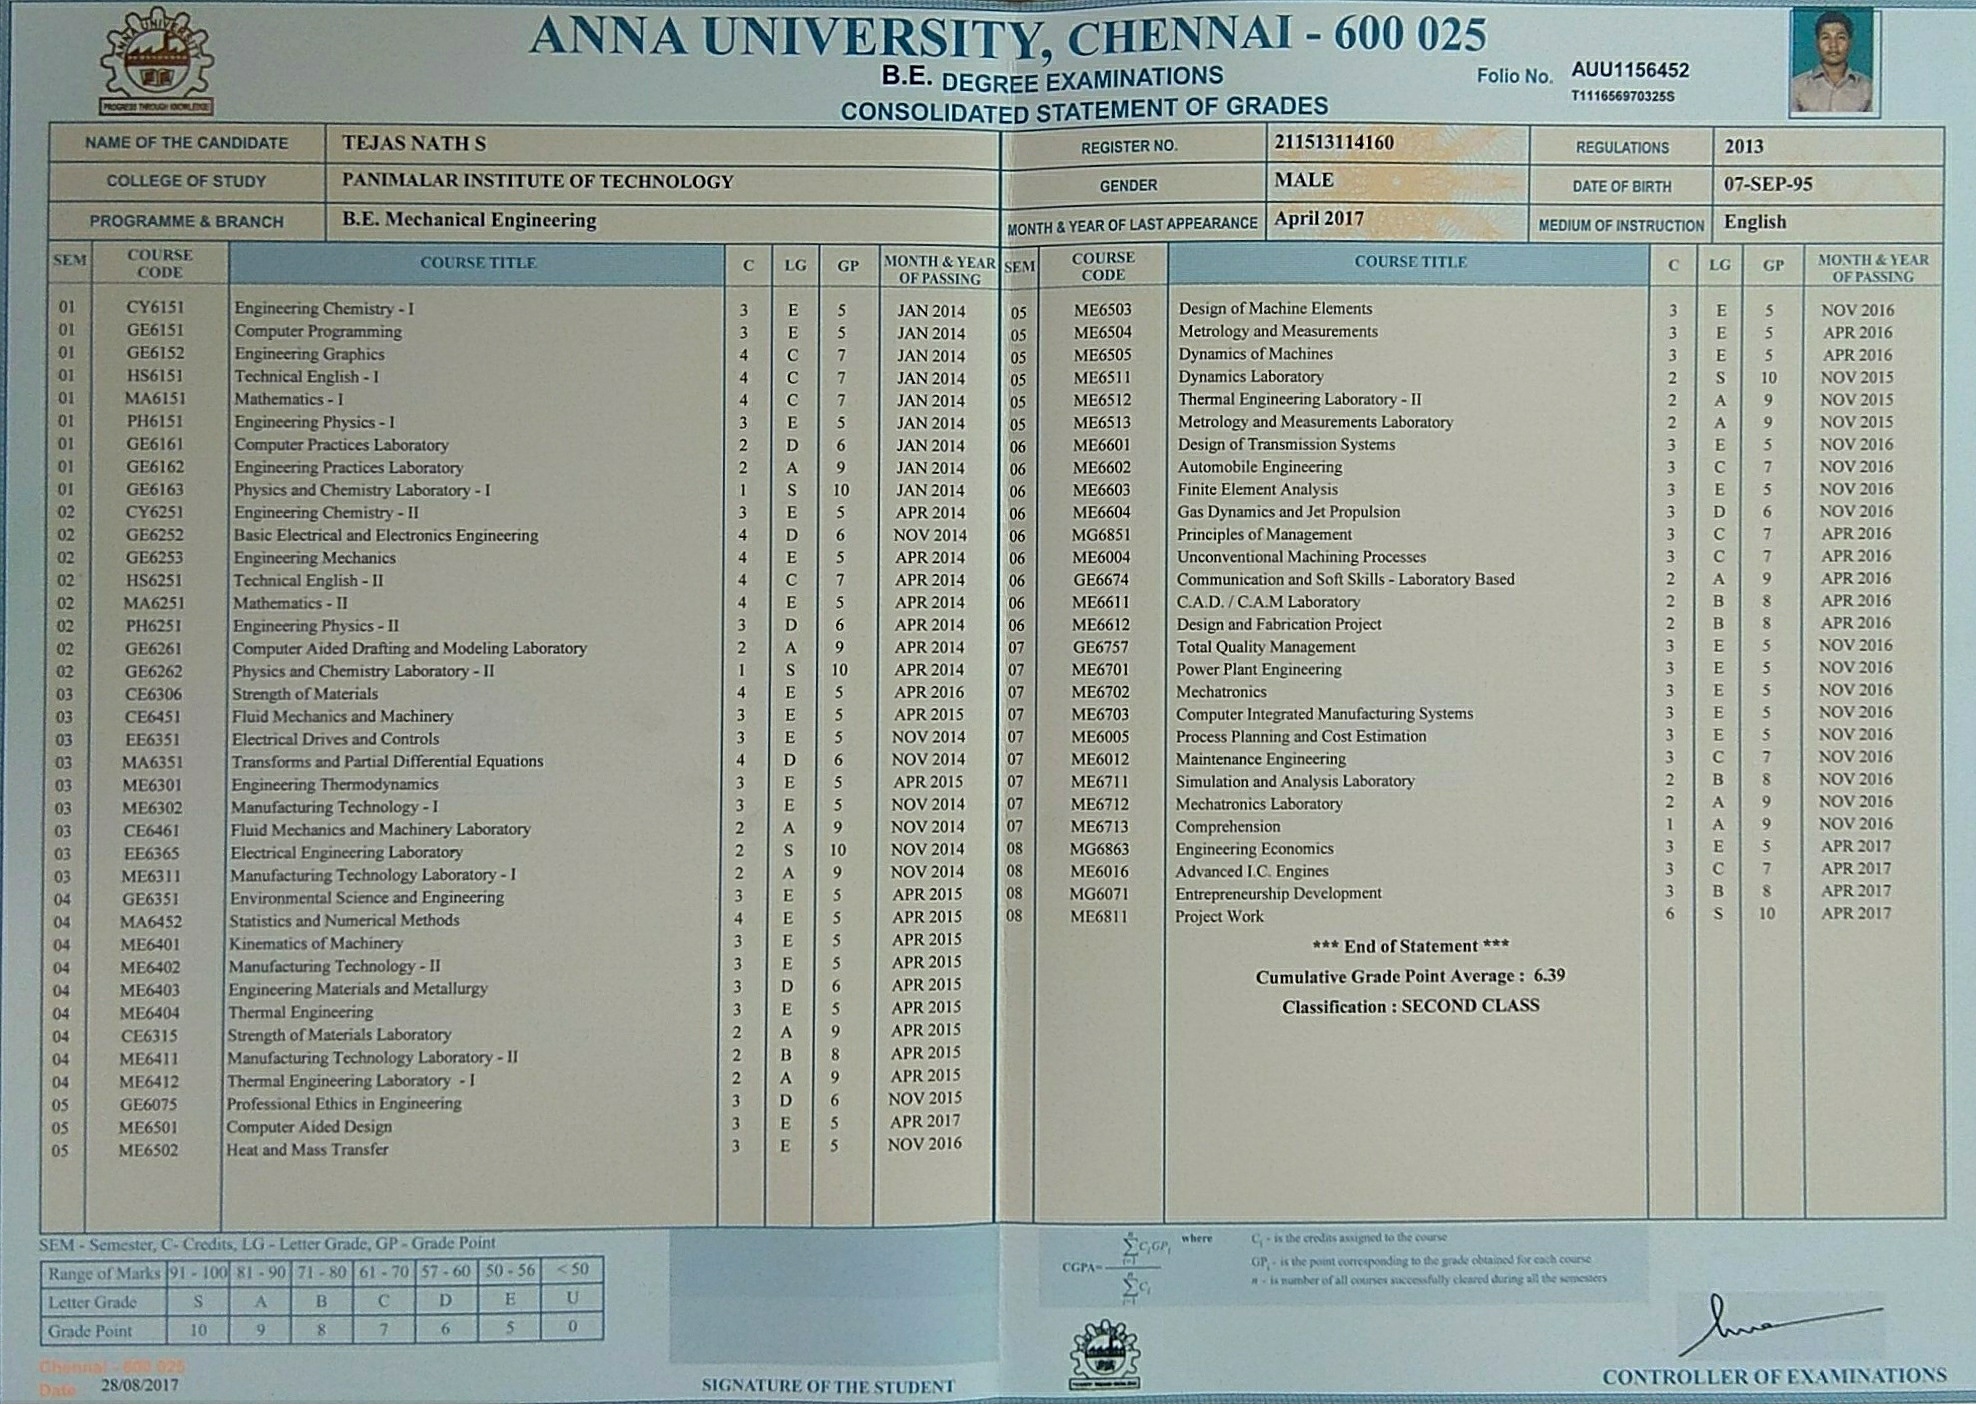 ANNA UNIVERSITY, CHENNAI - 600 025
B.E. DEGREE EXAMINATIONS
CONSOLIDATED STATEMENT OF GRADES
Folio No. AUU1156452
T111656970325S
PROGRESS THROUGH KNOWLEDGE
NAME OF THE CANDIDATE TEJAS NATH S REGISTER NO. 211513114160 REGULATIONS 2013
COLLEGE OF STUDY PANIMALAR INSTITUTE OF TECHNOLOGY GENDER MALE DATE OF BIRTH 07-SEP-95
PROGRAMME & BRANCH B.E. Mechanical Engineering MONTH & YEAR OF LAST APPEARANCE April 2017 MEDIUM OF INSTRUCTION English
SEM COURSE CODE COURSE TITLE C LG GP MONTH & YEAR OF PASSING
01 CY6151 Engineering Chemistry - I 3 E 5 JAN 2014
01 GE6151 Computer Programming 3 E 5 JAN 2014
01 GE6152 Engineering Graphics 4 C 7 JAN 2014
01 HS6151 Technical English - I 4 C 7 JAN 2014
01 MA6151 Mathematics - I 4 C 7 JAN 2014
01 PH6151 Engineering Physics - I 3 E 5 JAN 2014
01 GE6161 Computer Practices Laboratory 2 D 6 JAN 2014
01 GE6162 Engineering Practices Laboratory 2 A 9 JAN 2014
01 GE6163 Physics and Chemistry Laboratory - I 1 S 10 JAN 2014
02 CY6251 Engineering Chemistry - II 3 E 5 APR 2014
02 GE6252 Basic Electrical and Electronics Engineering 4 D 6 NOV 2014
02 GE6253 Engineering Mechanics 4 E 5 APR 2014
02 HS6251 Technical English - II 4 C 7 APR 2014
02 MA6251 Mathematics - II 4 E 5 APR 2014
02 PH6251 Engineering Physics - II 3 D 6 APR 2014
02 GE6261 Computer Aided Drafting and Modeling Laboratory 2 A 9 APR 2014
02 GE6262 Physics and Chemistry Laboratory - II 1 S 10 APR 2014
03 CE6306 Strength of Materials 4 E 5 APR 2016
03 CE6451 Fluid Mechanics and Machinery 3 E 5 APR 2015
03 EE6351 Electrical Drives and Controls 3 E 5 NOV 2014
03 MA6351 Transforms and Partial Differential Equations 4 D 6 NOV 2014
03 ME6301 Engineering Thermodynamics 3 E 5 APR 2015
03 ME6302 Manufacturing Technology - I 3 E 5 NOV 2014
03 CE6461 Fluid Mechanics and Machinery Laboratory 2 A 9 NOV 2014
03 EE6365 Electrical Engineering Laboratory 2 S 10 NOV 2014
03 ME6311 Manufacturing Technology Laboratory - I 2 A 9 NOV 2014
04 GE6351 Environmental Science and Engineering 3 E 5 APR 2015
04 MA6452 Statistics and Numerical Methods 4 E 5 APR 2015
04 ME6401 Kinematics of Machinery 3 E 5 APR 2015
04 ME6402 Manufacturing Technology - II 3 E 5 APR 2015
04 ME6403 Engineering Materials and Metallurgy 3 D 6 APR 2015
04 ME6404 Thermal Engineering 3 E 5 APR 2015
04 CE6315 Strength of Materials Laboratory 2 A 9 APR 2015
04 ME6411 Manufacturing Technology Laboratory - II 2 B 8 APR 2015
04 ME6412 Thermal Engineering Laboratory - I 2 A 9 APR 2015
05 GE6075 Professional Ethics in Engineering 3 D 6 NOV 2015
05 ME6501 Computer Aided Design 3 E 5 APR 2017
05 ME6502 Heat and Mass Transfer 3 E 5 NOV 2016
SEM COURSE CODE COURSE TITLE C LG GP MONTH & YEAR OF PASSING
05 ME6503 Design of Machine Elements 3 E 5 NOV 2016
05 ME6504 Metrology and Measurements 3 E 5 APR 2016
05 ME6505 Dynamics of Machines 3 E 5 APR 2016
05 ME6511 Dynamics Laboratory 2 S 10 NOV 2015
05 ME6512 Thermal Engineering Laboratory - II 2 A 9 NOV 2015
05 ME6513 Metrology and Measurements Laboratory 2 A 9 NOV 2015
06 ME6601 Design of Transmission Systems 3 E 5 NOV 2016
06 ME6602 Automobile Engineering 3 C 7 NOV 2016
06 ME6603 Finite Element Analysis 3 E 5 NOV 2016
06 ME6604 Gas Dynamics and Jet Propulsion 3 D 6 NOV 2016
06 MG6851 Principles of Management 3 C 7 APR 2016
06 ME6004 Unconventional Machining Processes 3 C 7 APR 2016
06 GE6674 Communication and Soft Skills - Laboratory Based 2 A 9 APR 2016
06 ME6611 C.A.D. / C.A.M Laboratory 2 B 8 APR 2016
06 ME6612 Design and Fabrication Project 2 B 8 APR 2016
07 GE6757 Total Quality Management 3 E 5 NOV 2016
07 ME6701 Power Plant Engineering 3 E 5 NOV 2016
07 ME6702 Mechatronics 3 E 5 NOV 2016
07 ME6703 Computer Integrated Manufacturing Systems 3 E 5 NOV 2016
07 ME6005 Process Planning and Cost Estimation 3 E 5 NOV 2016
07 ME6012 Maintenance Engineering 3 C 7 NOV 2016
07 ME6711 Simulation and Analysis Laboratory 2 B 8 NOV 2016
07 ME6712 Mechatronics Laboratory 2 A 9 NOV 2016
07 ME6713 Comprehension 1 A 9 NOV 2016
08 MG6863 Engineering Economics 3 E 5 APR 2017
08 ME6016 Advanced I.C. Engines 3 C 7 APR 2017
08 MG6071 Entrepreneurship Development 3 B 8 APR 2017
08 ME6811 Project Work 6 S 10 APR 2017
*** End of Statement ***
Cumulative Grade Point Average : 6.39
Classification : SECOND CLASS
SEM - Semester, C- Credits, LG - Letter Grade, GP - Grade Point
Range of Marks 91 - 100 81 - 90 71 - 80 61 - 70 57 - 60 50 - 56 < 50
Letter Grade S A B C D E U
Grade Point 10 9 8 7 6 5 0
Chennai - 600 025
Date 28/08/2017
SIGNATURE OF THE STUDENT
CGPA= n Σ i=1 CiGPi / n Σ i=1 Ci where
Ci - is the credits assigned to the course
GPi - is the point corresponding to the grade obtained for each course
n - is number of all courses successfully cleared during all the semesters
CONTROLLER OF EXAMINATIONS